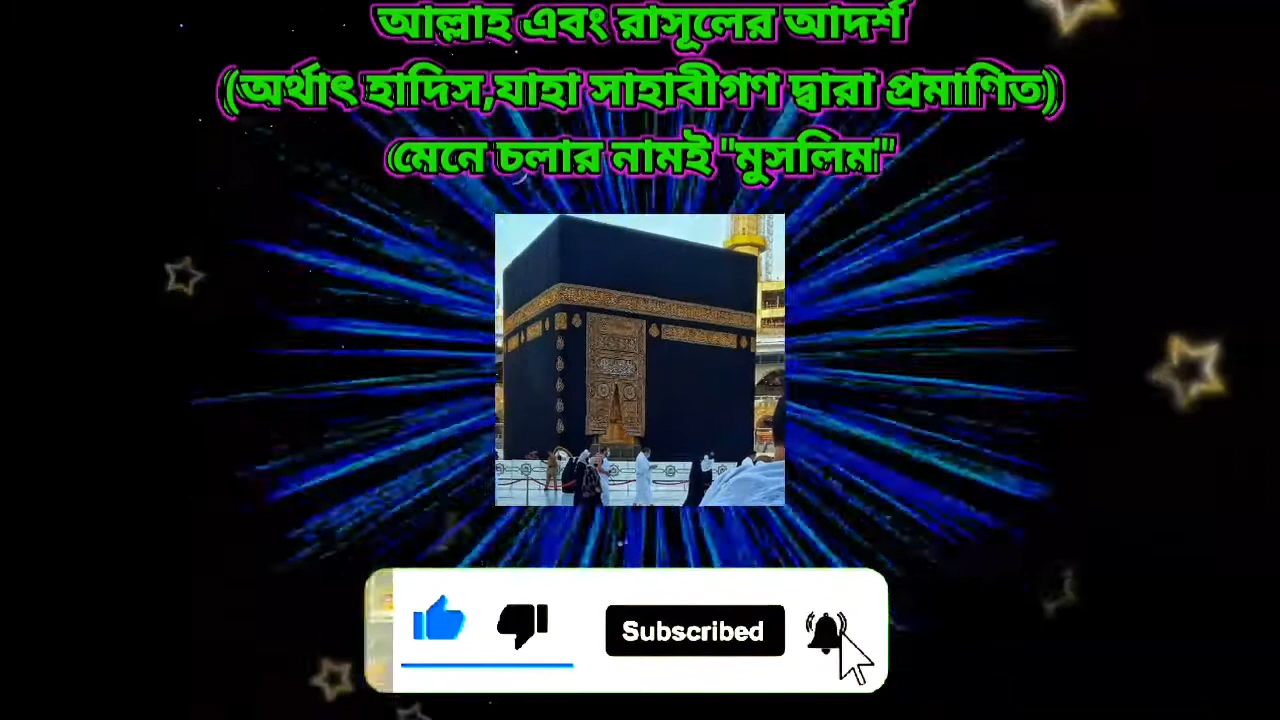 আল্লাহ এবং রাসূলের আদর্শ
(অর্থাৎ হাদিস,যাহা সাহাবীগণ দ্বারা প্রমাণিত)
মেনে চলার নামই "মুসলিম"
Subscribed